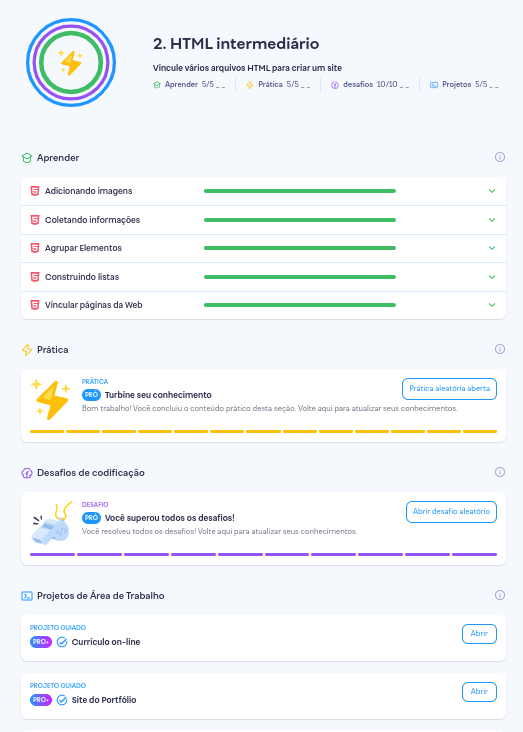 2. HTML intermediário
Vincule vários arquivos HTML para criar um site
Aprender 5/5 _ _ Prática 5/5 _ _ desafios 10/10 _ _ Projetos 5/5 _ _
Aprender
Adicionando imagens
Coletando informações
Agrupar Elementos
Construindo listas
Vincular páginas da Web
Prática
PRÁTICA
PRÓ Turbine seu conhecimento
Prática aleatória aberta
Bom trabalho! Você concluiu o conteúdo prático desta seção. Volte aqui para atualizar seus conhecimentos.
Desafios de codificação
DESAFIO
PRÓ Você superou todos os desafios!
Abrir desafio aleatório
Você resolveu todos os desafios! Volte aqui para atualizar seus conhecimentos.
Projetos de Área de Trabalho
PROJETO GUIADO
PRO+ Currículo on-line
Abrir
PROJETO GUIADO
PRO+ Site do Portfólio
Abrir